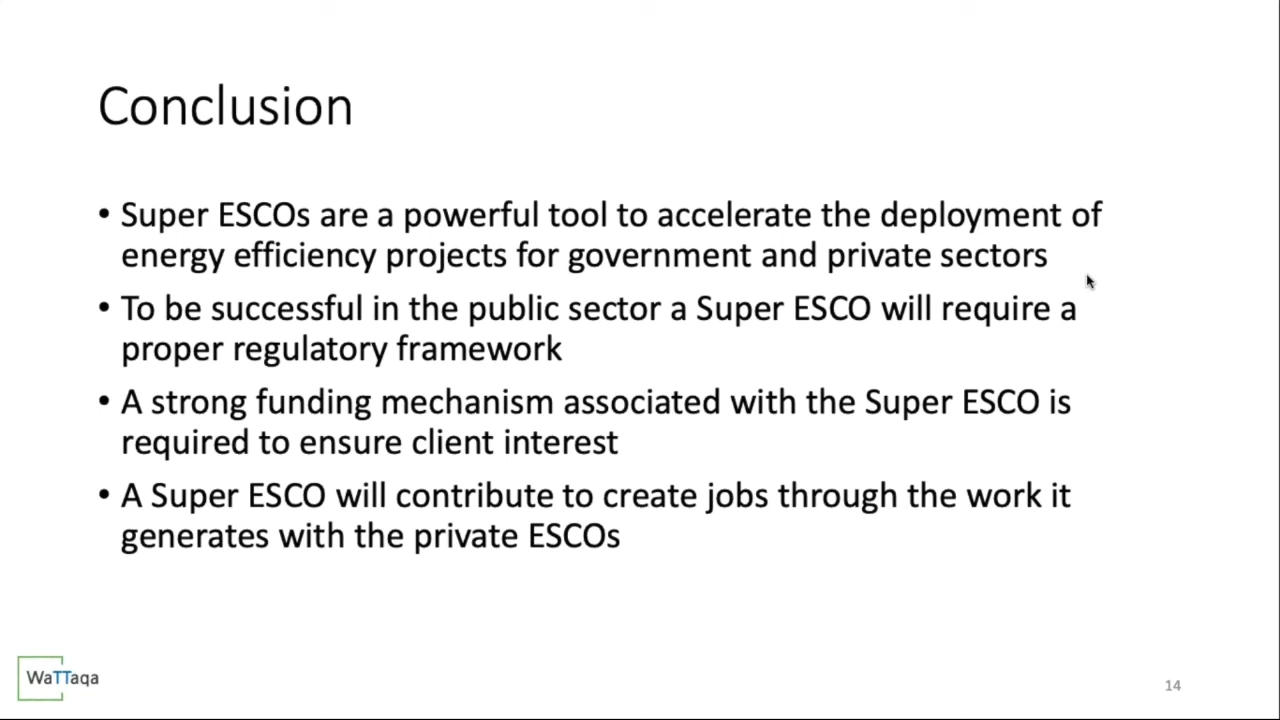 Conclusion
• Super ESCOs are a powerful tool to accelerate the deployment of
energy efficiency projects for government and private sectors
• To be successful in the public sector a Super ESCO will require a
proper regulatory framework
• A strong funding mechanism associated with the Super ESCO is
required to ensure client interest
• A Super ESCO will contribute to create jobs through the work it
generates with the private ESCOs
WaTTaqa
14